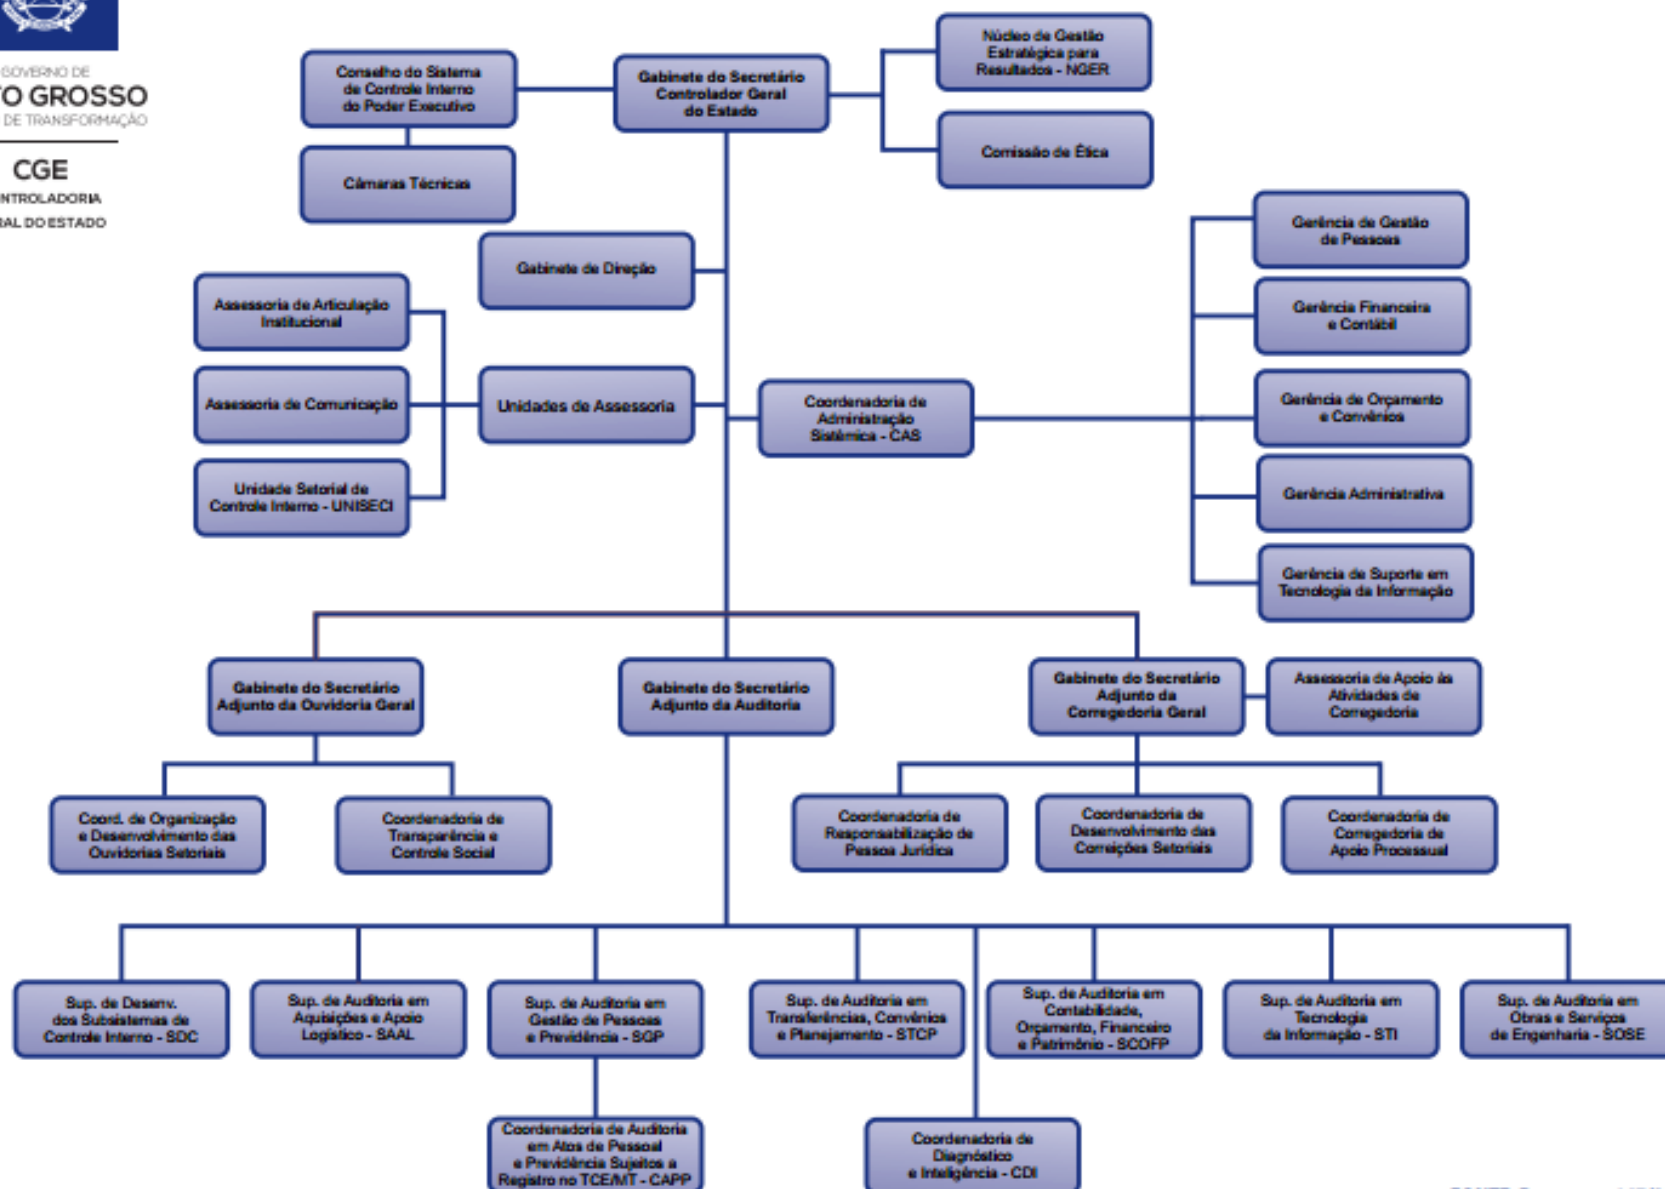 GOVERNO DE
O GROSSO
DE TRANSFORMAÇÃO
CGE
NTROLADORIA
RAL DO ESTADO
Conselho do Sistema
de Controle Interno
do Poder Executivo
Gabinete do Secretário
Controlador Geral
do Estado
Núcleo de Gestão
Estratégica para
Resultados - NGER
Comissão de Ética
Câmaras Técnicas
Gabinete de Direção
Assessoria de Articulação
Institucional
Assessoria de Comunicação
Unidade Setorial de
Controle Interno - UNISECI
Unidades de Assessoria
Coordenadoria de
Administração
Sistêmica - CAS
Gerência de Gestão
de Pessoas
Gerência Financeira
e Contábil
Gerência de Orçamento
e Convênios
Gerência Administrativa
Gerência de Suporte em
Tecnologia da Informação
Gabinete do Secretário
Adjunto da Ouvidoria Geral
Gabinete do Secretário
Adjunto da Auditoria
Gabinete do Secretário
Adjunto da
Corregedoria Geral
Assessoria de Apoio às
Atividades de
Corregedoria
Coord. de Organização
e Desenvolvimento das
Ouvidorias Setoriais
Coordenadoria de
Transparência e
Controle Social
Coordenadoria de
Responsabilização de
Pessoa Jurídica
Coordenadoria de
Desenvolvimento das
Correições Setoriais
Coordenadoria de
Corregedoria de
Apoio Processual
Sup. de Desenv.
dos Subsistemas de
Controle Interno - SDC
Sup. de Auditoria em
Aquisições e Apoio
Logístico - SAAL
Sup. de Auditoria em
Gestão de Pessoas
e Previdência - SGP
Sup. de Auditoria em
Transferências, Convênios
e Planejamento - STCP
Sup. de Auditoria em
Contabilidade,
Orçamento, Financeiro
e Patrimônio - SCOFP
Sup. de Auditoria em
Tecnologia
da Informação - STI
Sup. de Auditoria em
Obras e Serviços
de Engenharia - SOSE
Coordenadoria de Auditoria
em Atos de Pessoal
e Previdência Sujeitos a
Registro no TCE/MT - CAPP
Coordenadoria de
Diagnóstico
e Inteligência - CDI